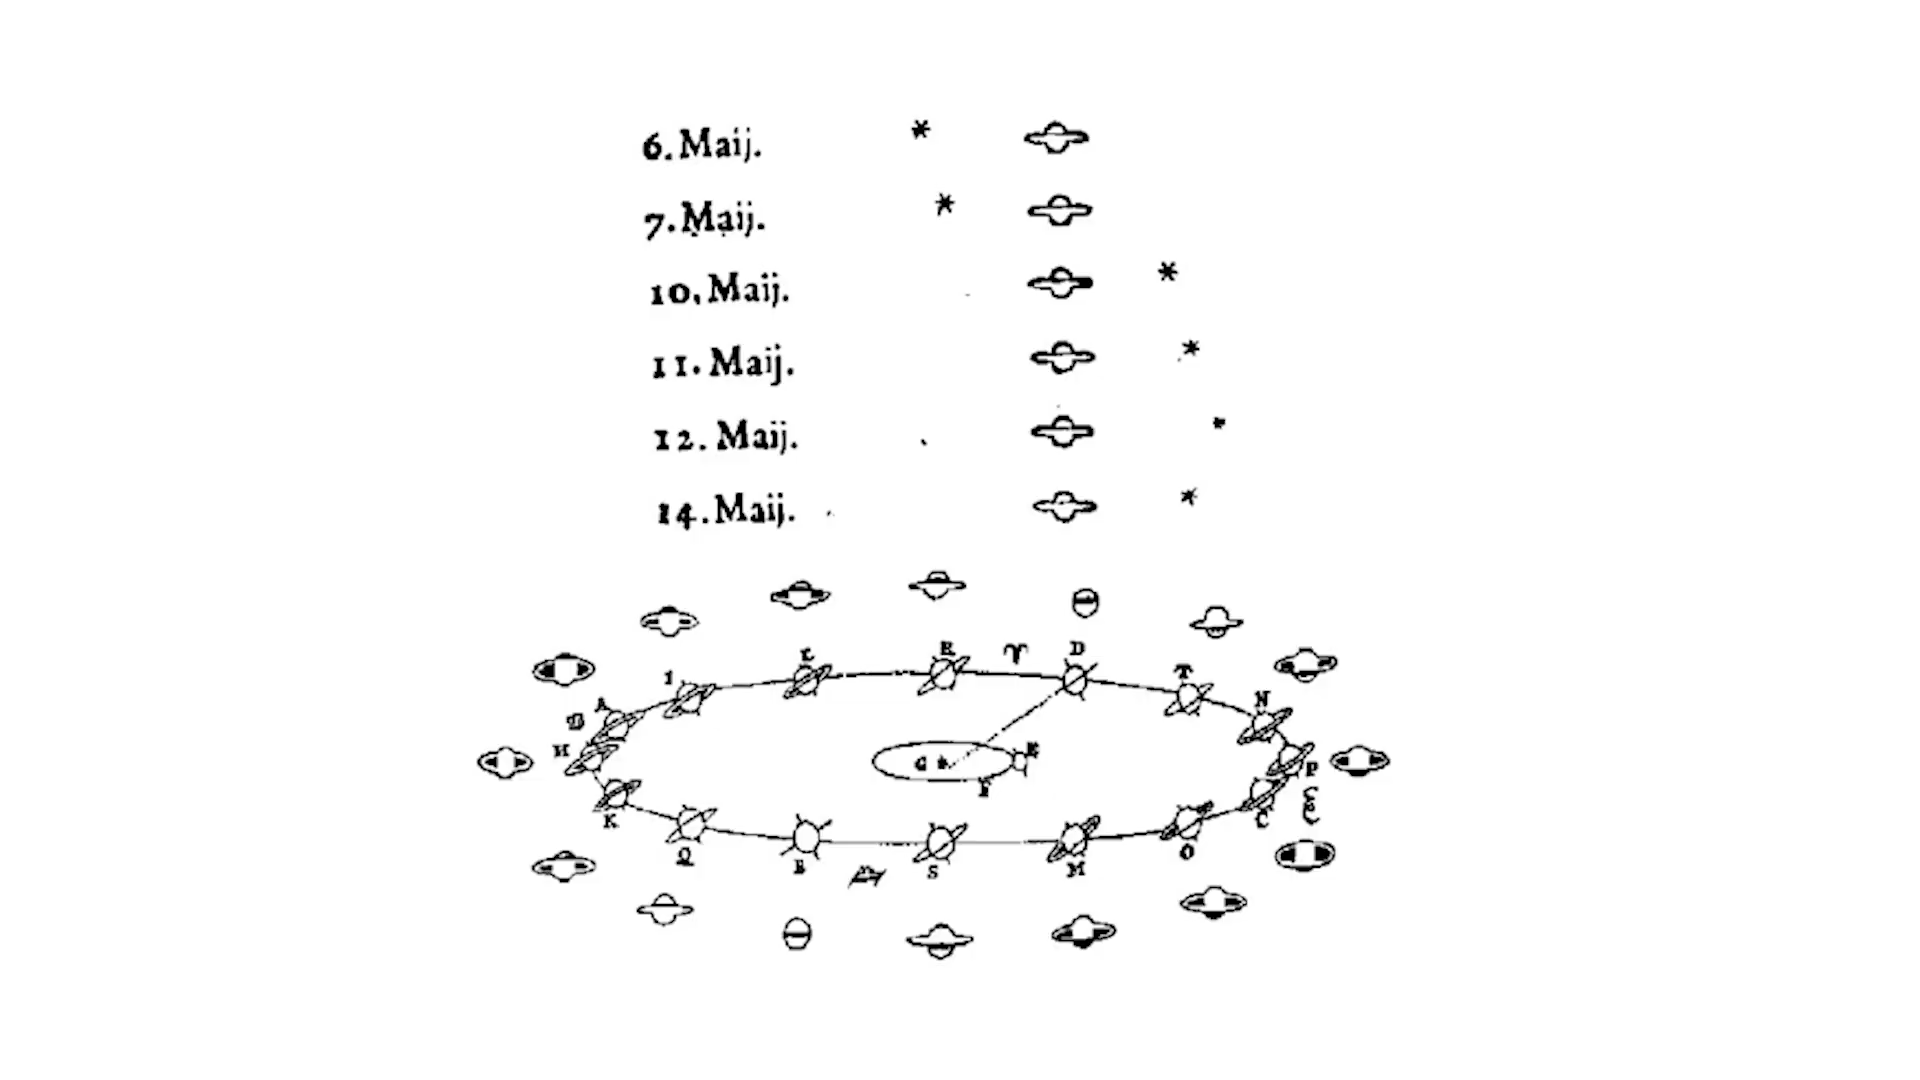 6. Maij.
7. Maij.
10. Maij.
11. Maij.
12. Maij.
14. Maij.
L R ♈ D
I T
A N
H G E P
F
K C
Q B S M O
♎